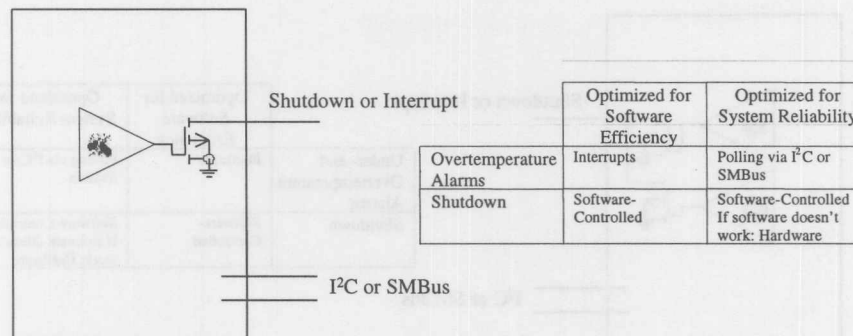 Shutdown or Interrupt
I²C or SMBus
Optimized for Software Efficiency
Optimized for System Reliability
Overtemperature Alarms
Interrupts
Polling via I²C or SMBus
Shutdown
Software-Controlled
Software-Controlled
If software doesn't work: Hardware